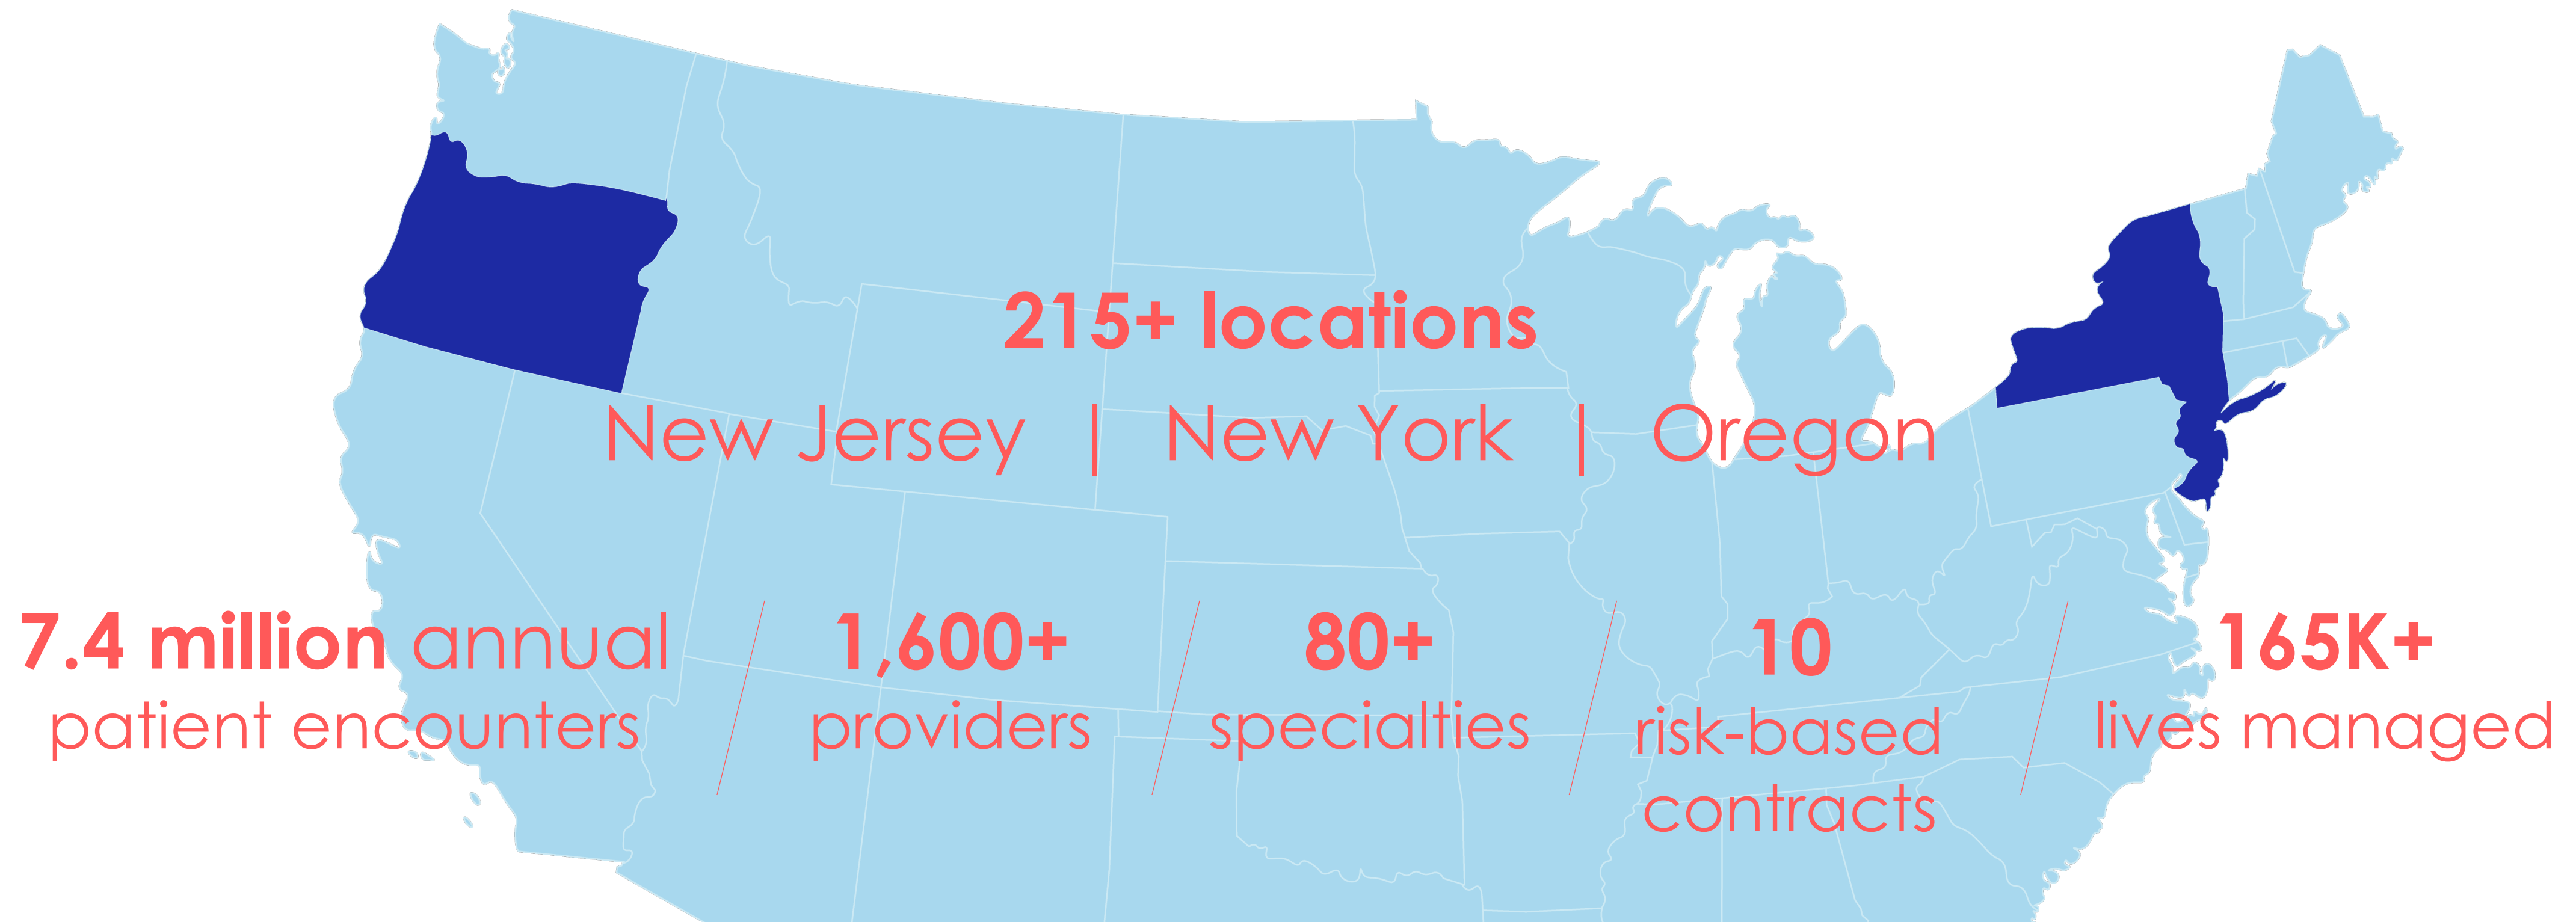 215+ locations
New Jersey | New York | Oregon
7.4 million annual
patient encounters
1,600+
providers
80+
specialties
10
risk-based
contracts
165K+
lives managed